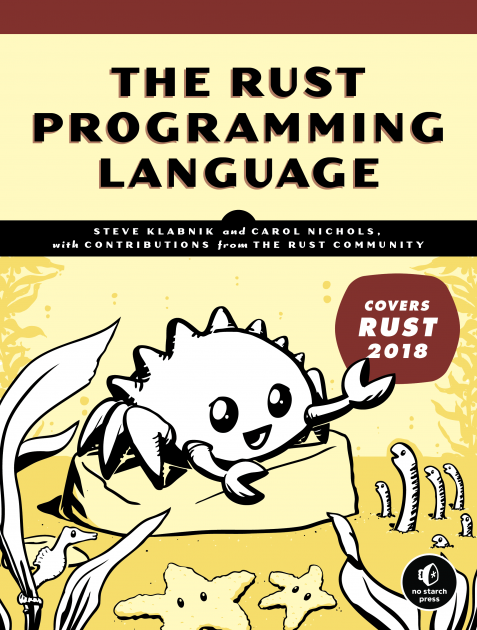 THE RUST
PROGRAMMING
LANGUAGE
STEVE KLABNIK and CAROL NICHOLS,
with CONTRIBUTIONS from THE RUST COMMUNITY
COVERS
RUST
2018
no starch
press